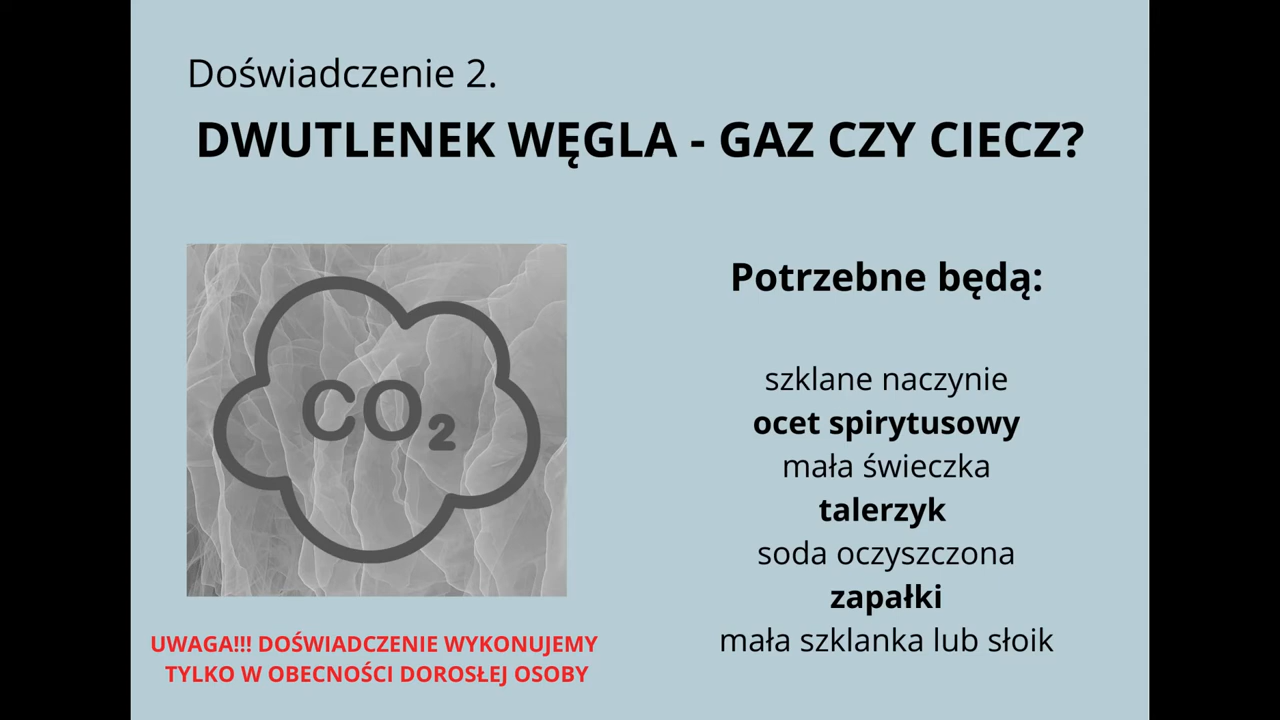 Doświadczenie 2.
DWUTLENEK WĘGLA - GAZ CZY CIECZ?
CO₂
Potrzebne będą:
szklane naczynie
ocet spirytusowy
mała świeczka
talerzyk
soda oczyszczona
zapałki
mała szklanka lub słoik
UWAGA!!! DOŚWIADCZENIE WYKONUJEMY
TYLKO W OBECNOŚCI DOROSŁEJ OSOBY